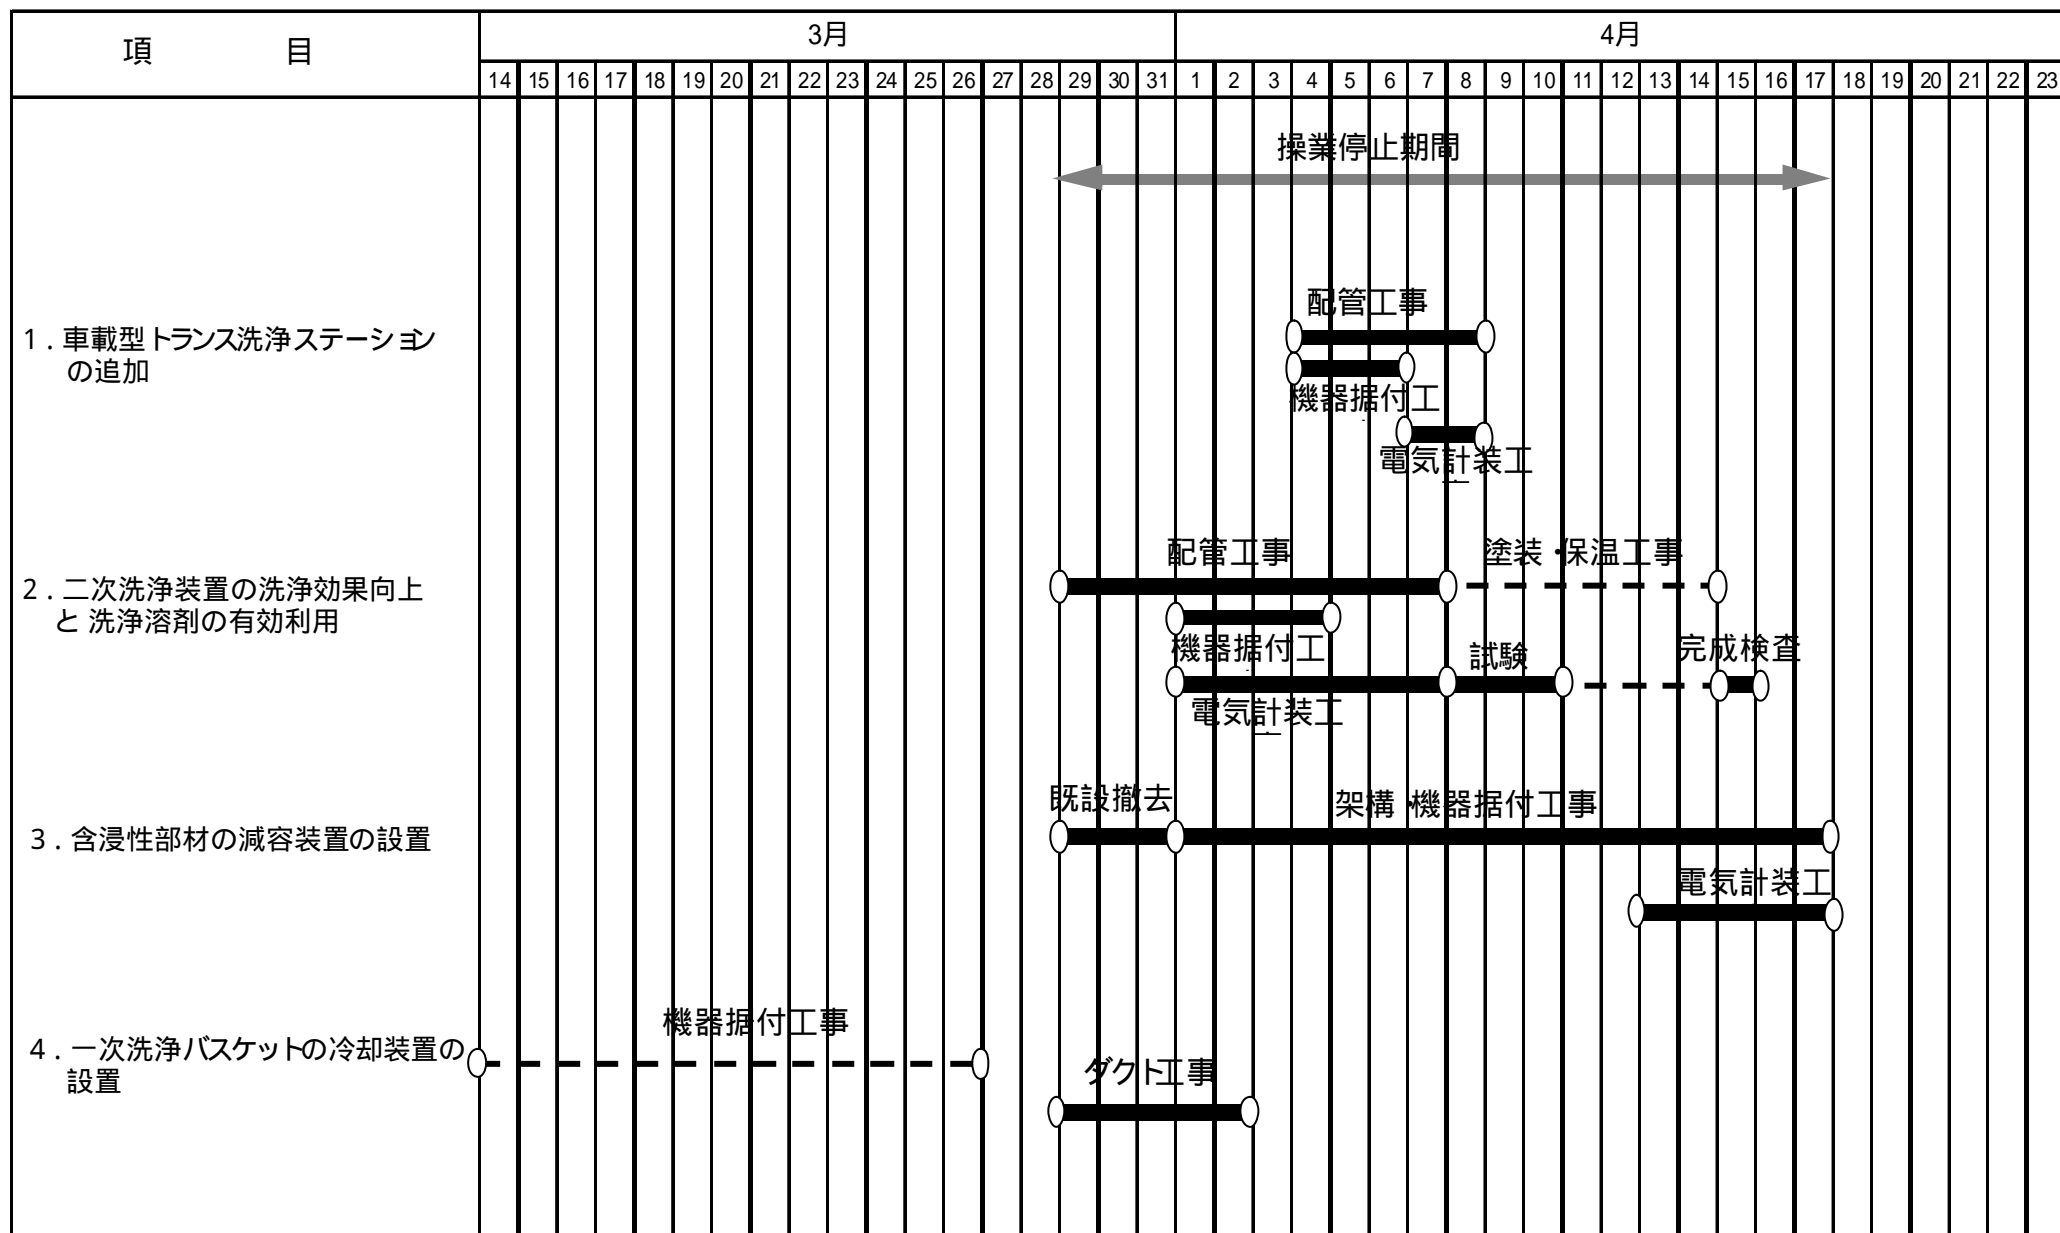 項 目
3月 4月
14 15 16 17 18 19 20 21 22 23 24 25 26 27 28 29 30 31 1 2 3 4 5 6 7 8 9 10 11 12 13 14 15 16 17 18 19 20 21 22 23
操業停止期間
配管工事
1.車載型トランス洗浄ステーション
の追加
機器据付工
電気計装工
配管工事 塗装・保温工事
2.二次洗浄装置の洗浄効果向上
と洗浄溶剤の有効利用
機器据付工 試験 完成検査
電気計装工
既設撤去 架構・機器据付工事
3.含浸性部材の減容装置の設置
電気計装工
機器据付工事
4.一次洗浄バスケットの冷却装置の
設置
ダクト工事